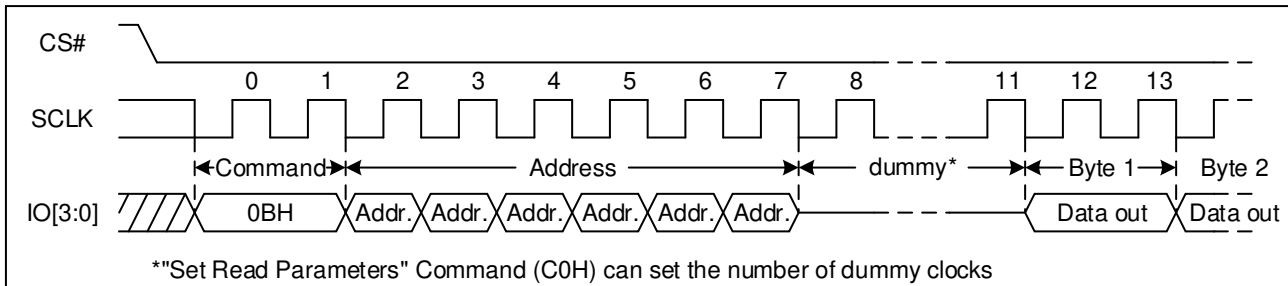 CS#
0 1 2 3 4 5 6 7 8 11 12 13
SCLK
Command Address dummy* Byte 1 Byte 2
IO[3:0] 0BH Addr. Addr. Addr. Addr. Addr. Addr. Data out Data out
*"Set Read Parameters" Command (C0H) can set the number of dummy clocks